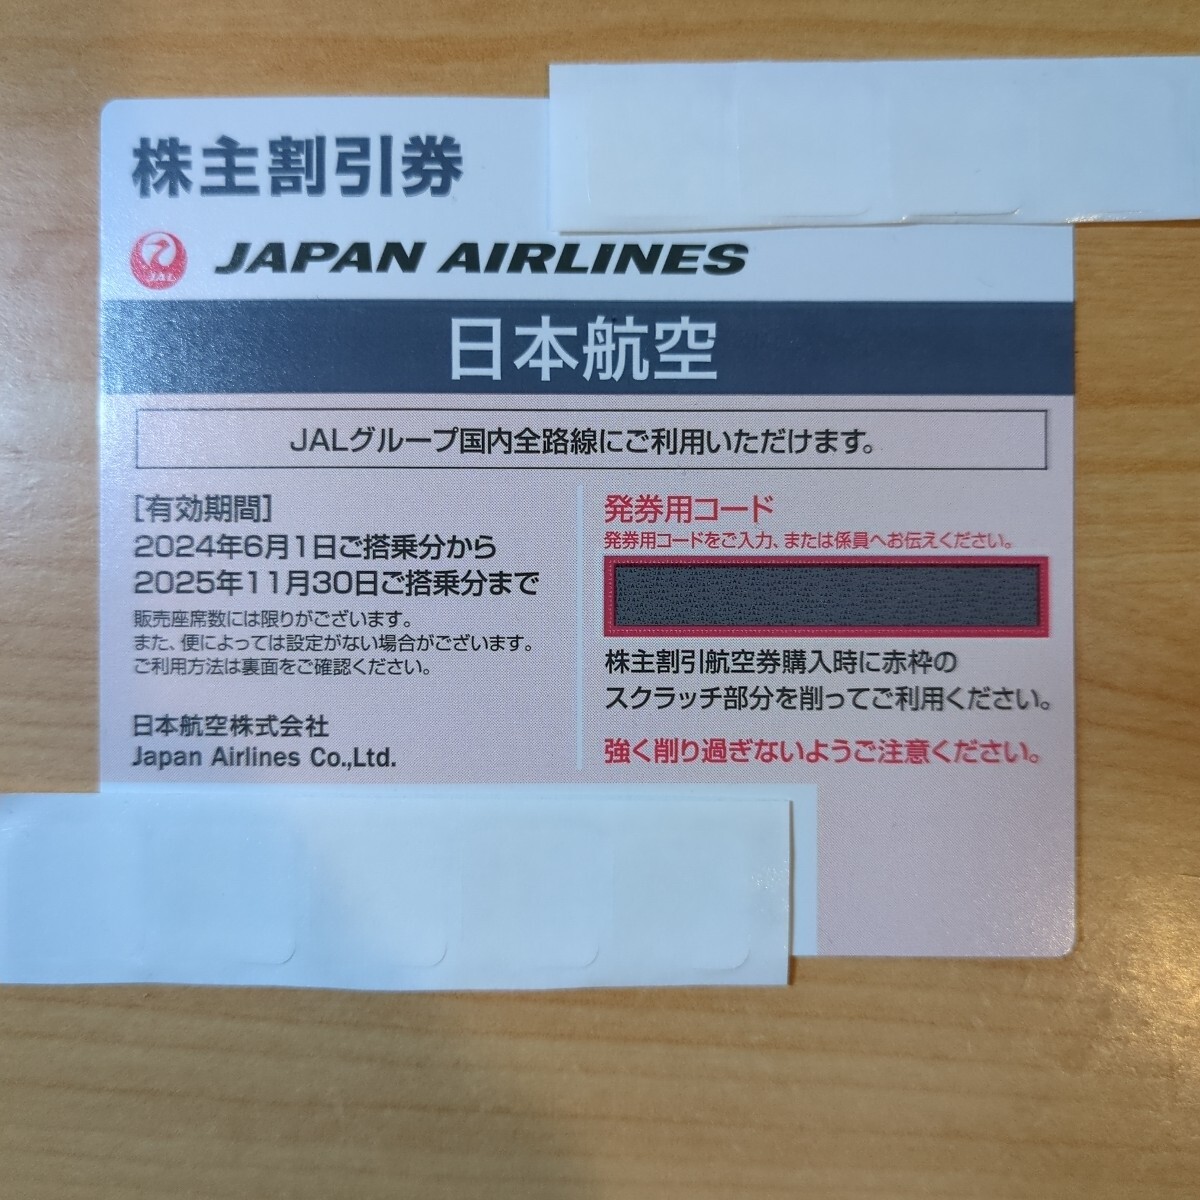 株主割引券
JAL
JAPAN AIRLINES
日本航空
JALグループ国内全路線にご利用いただけます。
[有効期間]
2024年6月1日ご搭乗分から
2025年11月30日ご搭乗分まで
販売座席数には限りがございます。
また、便によっては設定がない場合がございます。
ご利用方法は裏面をご確認ください。
日本航空株式会社
Japan Airlines Co.,Ltd.
発券用コード
発券用コードをご入力、または係員へお伝えください。
株主割引航空券購入時に赤枠の
スクラッチ部分を削ってご利用ください。
強く削り過ぎないようご注意ください。